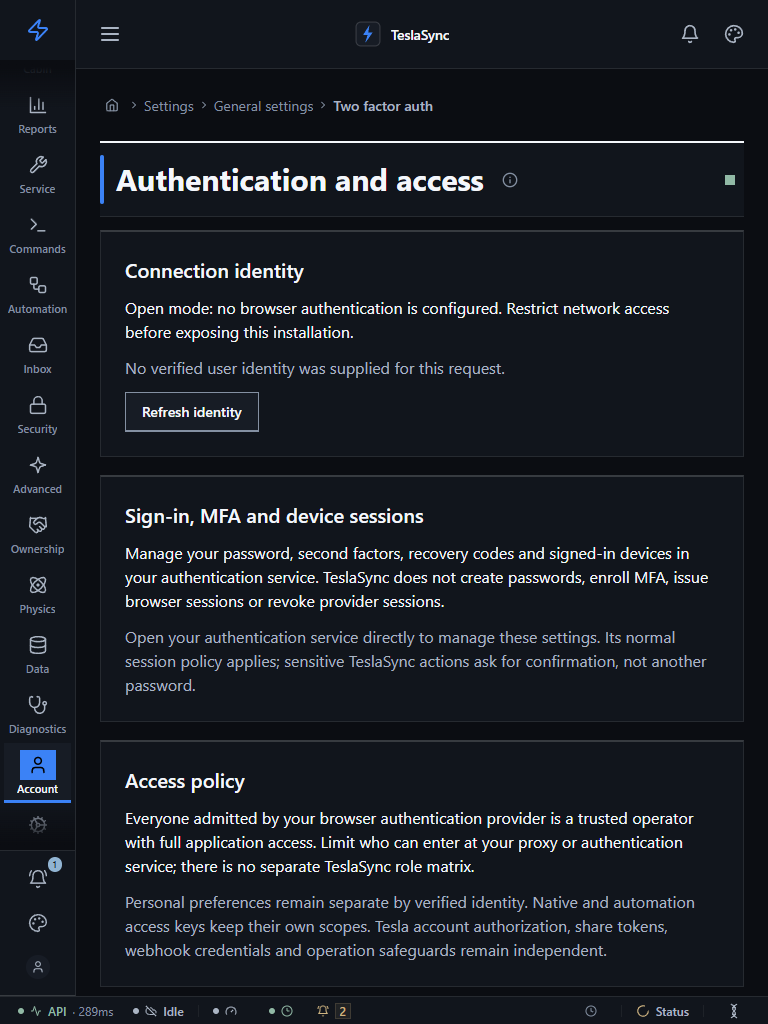 TeslaSync
Reports
Service
Commands
Automation
Inbox
Security
Advanced
Ownership
Physics
Data
Diagnostics
Account
1
Settings > General settings > Two factor auth
Authentication and access
Connection identity
Open mode: no browser authentication is configured. Restrict network access
before exposing this installation.
No verified user identity was supplied for this request.
Refresh identity
Sign-in, MFA and device sessions
Manage your password, second factors, recovery codes and signed-in devices in
your authentication service. TeslaSync does not create passwords, enroll MFA, issue
browser sessions or revoke provider sessions.
Open your authentication service directly to manage these settings. Its normal
session policy applies; sensitive TeslaSync actions ask for confirmation, not another
password.
Access policy
Everyone admitted by your browser authentication provider is a trusted operator
with full application access. Limit who can enter at your proxy or authentication
service; there is no separate TeslaSync role matrix.
Personal preferences remain separate by verified identity. Native and automation
access keys keep their own scopes. Tesla account authorization, share tokens,
webhook credentials and operation safeguards remain independent.
API · 289ms Idle 2 Status